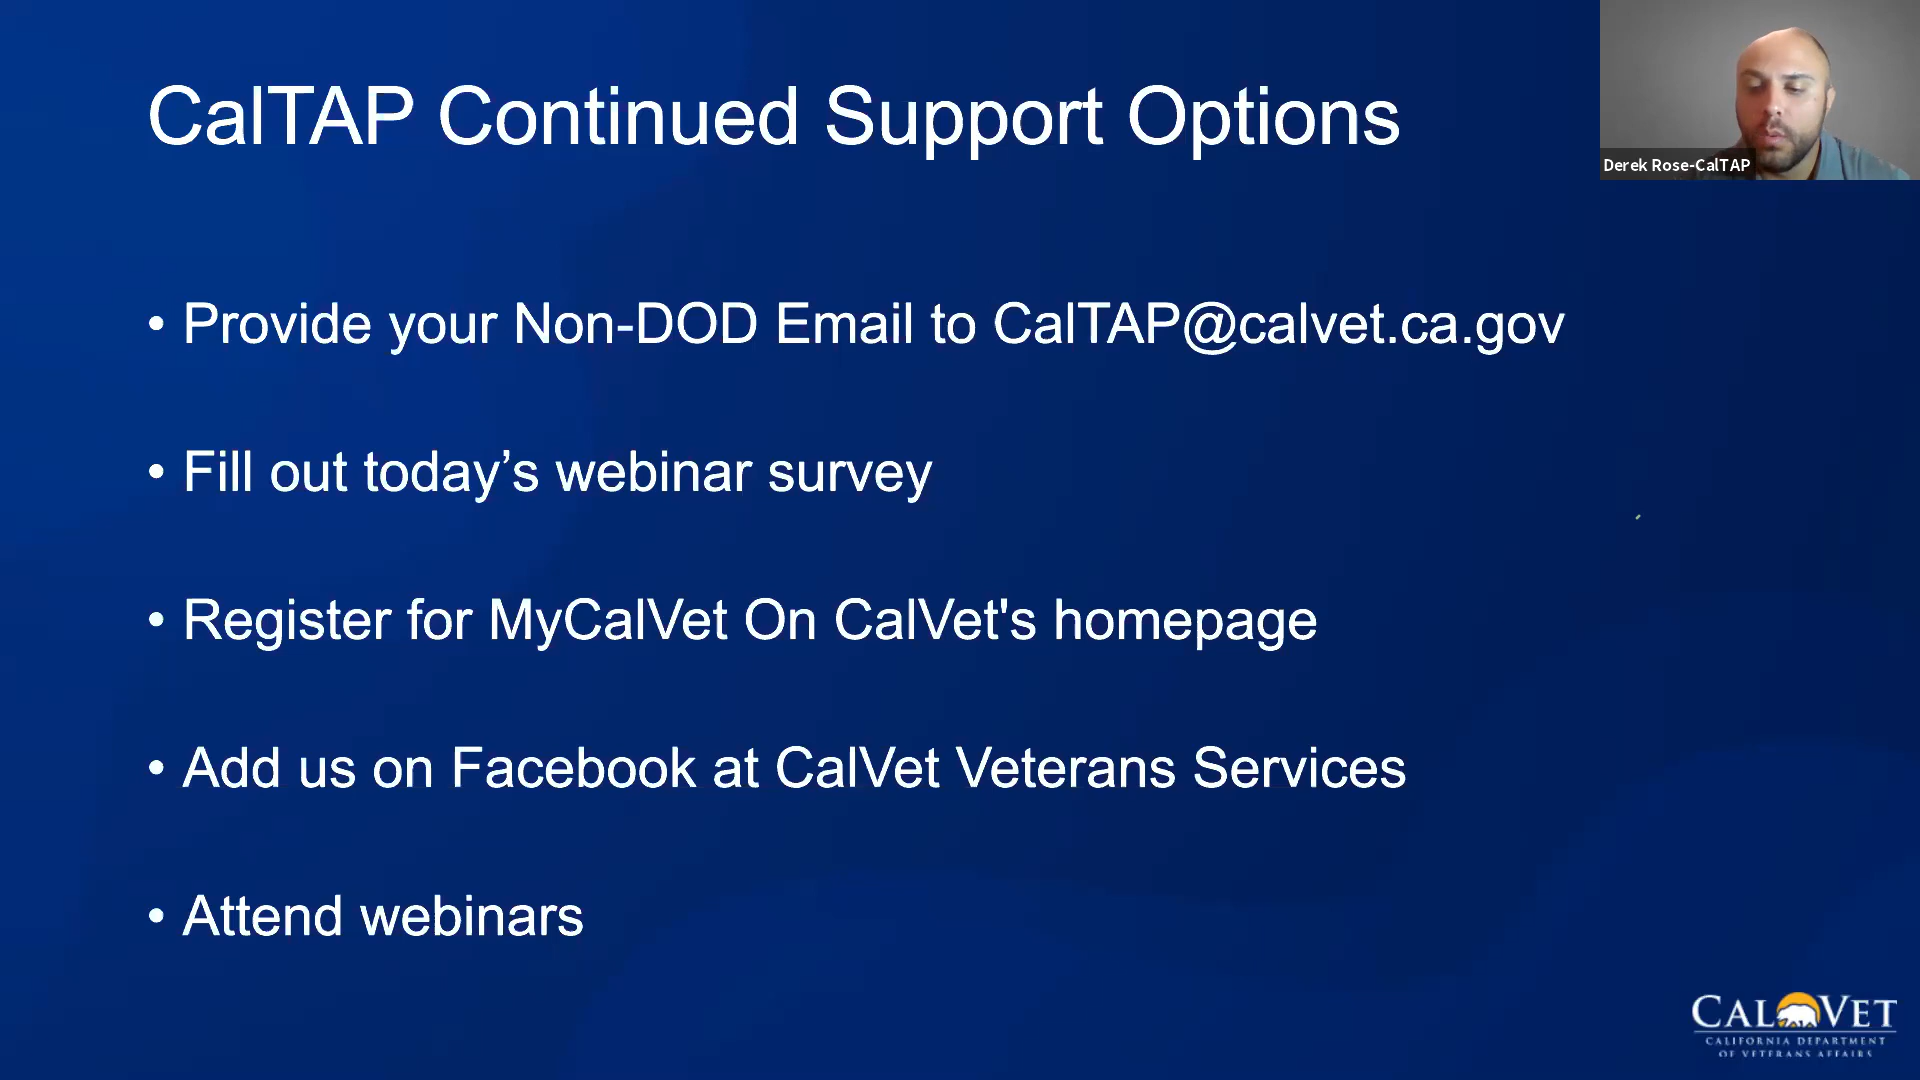 CalTAP Continued Support Options
Derek Rose-CalTAP
• Provide your Non-DOD Email to CalTAP@calvet.ca.gov
• Fill out today’s webinar survey
• Register for MyCalVet On CalVet's homepage
• Add us on Facebook at CalVet Veterans Services
• Attend webinars
CALVET
CALIFORNIA DEPARTMENT
OF VETERANS AFFAIRS